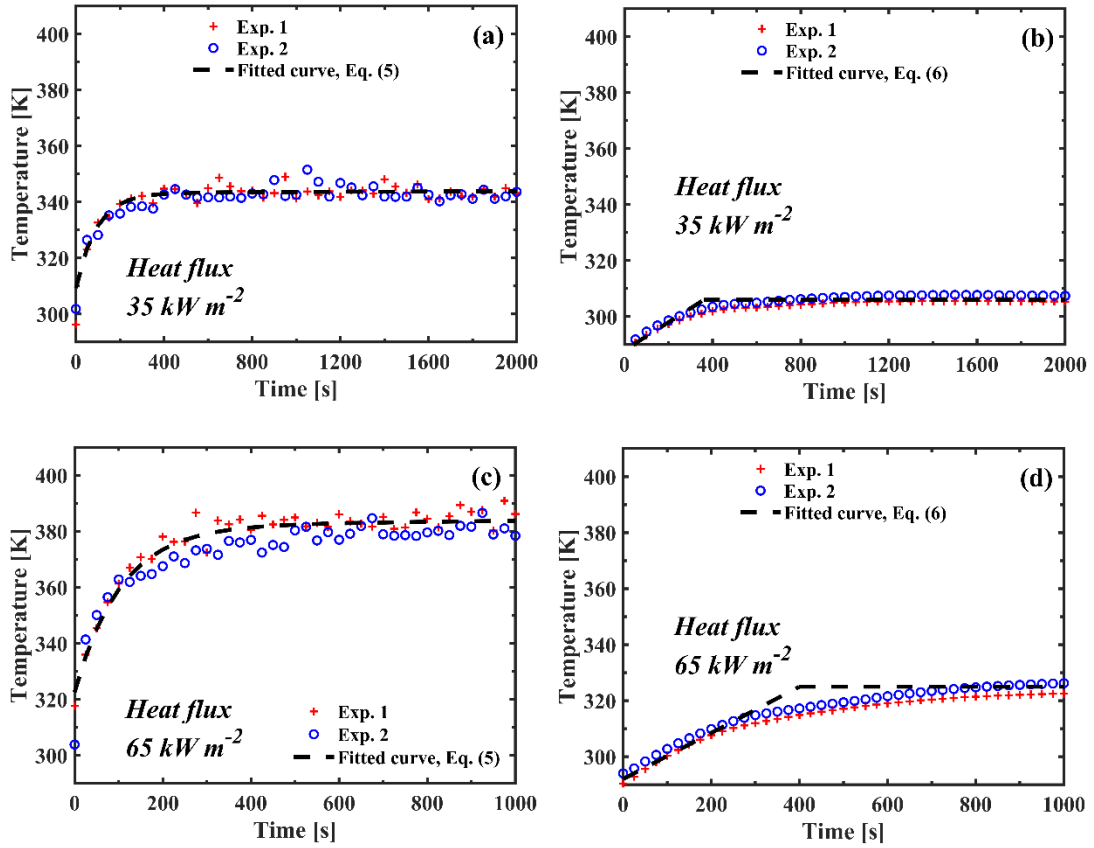 (a)
Exp. 1
Exp. 2
Fitted curve, Eq. (5)
Temperature [K]
400
380
360
340
320
300
Heat flux
35 kW m⁻²
0 400 800 1200 1600 2000
Time [s]
(b)
Exp. 1
Exp. 2
Fitted curve, Eq. (6)
Temperature [K]
400
380
360
340
320
300
Heat flux
35 kW m⁻²
0 400 800 1200 1600 2000
Time [s]
(c)
Temperature [K]
400
380
360
340
320
300
Heat flux
65 kW m⁻²
Exp. 1
Exp. 2
Fitted curve, Eq. (5)
0 200 400 600 800 1000
Time [s]
(d)
Exp. 1
Exp. 2
Fitted curve, Eq. (6)
Temperature [K]
400
380
360
340
320
300
Heat flux
65 kW m⁻²
0 200 400 600 800 1000
Time [s]